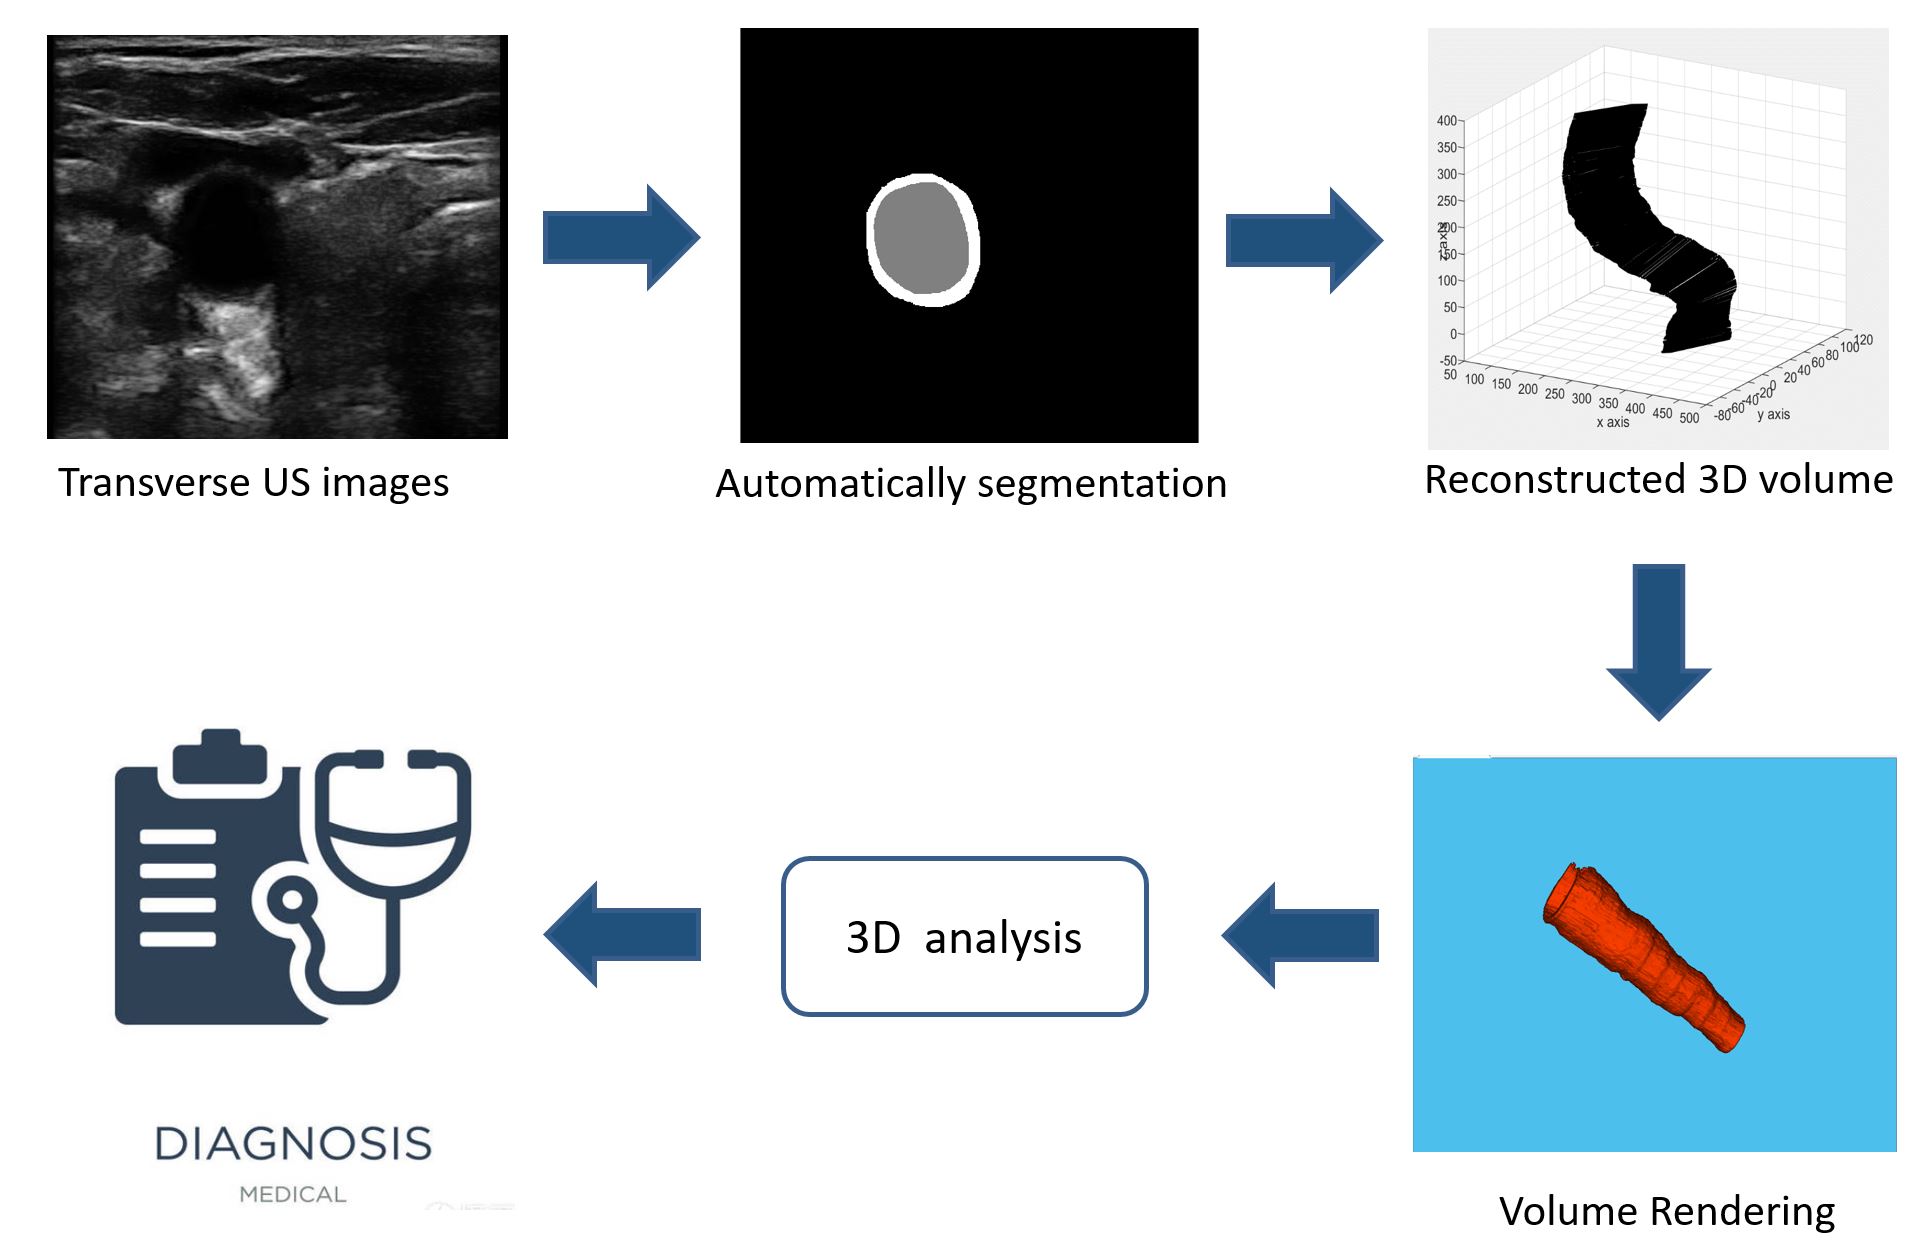 Transverse US images
Automatically segmentation
400
350
300
250
200
150
100
50
0
-50
z axis
50 100 150 200 250 300 350 400 450 500
x axis
-80 -60 -40 -20 0 20 40 60 80 100 120
y axis
Reconstructed 3D volume
3D analysis
DIAGNOSIS
MEDICAL
Volume Rendering